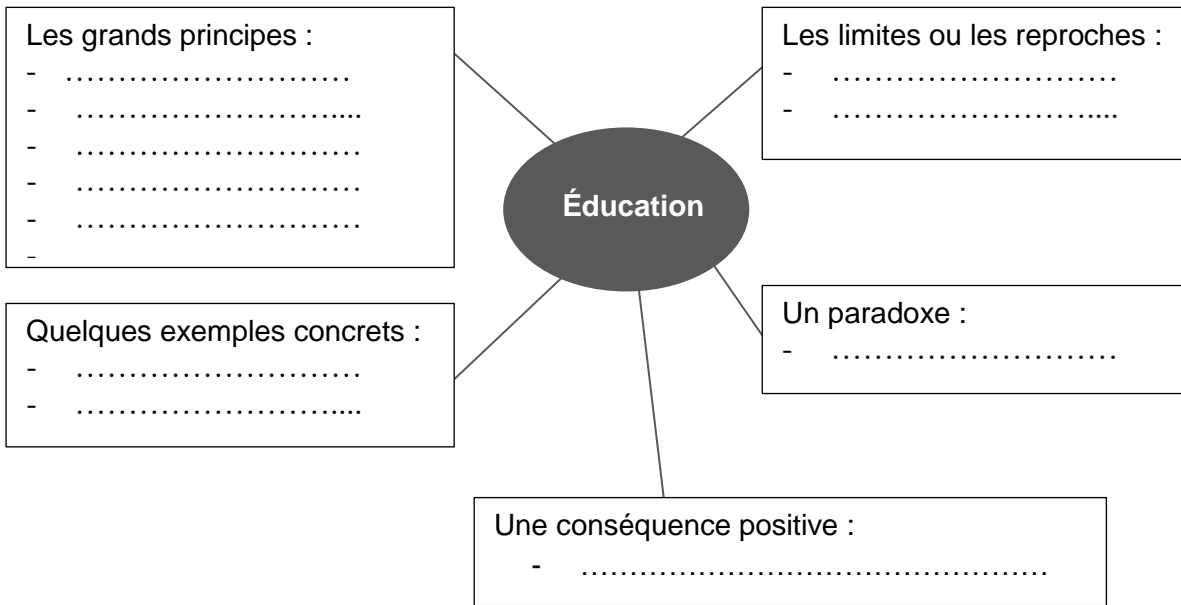 Les grands principes :
- ………………………
- ……………………....
- ………………………
- ………………………
- ………………………
-
Les limites ou les reproches :
- ………………………
- ……………………....
Éducation
Quelques exemples concrets :
- ………………………
- ……………………....
Un paradoxe :
- ………………………
Une conséquence positive :
- …………………………………………